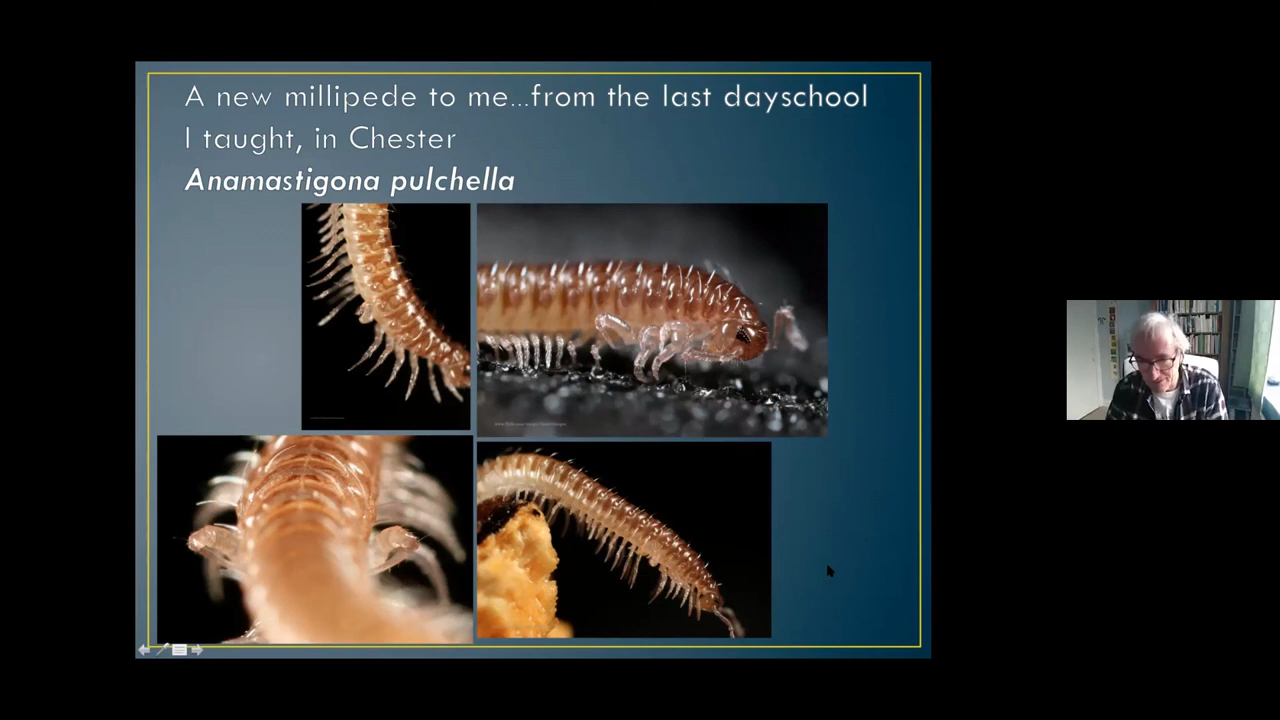 A new millipede to me...from the last dayschool
I taught, in Chester
Anamastigona pulchella